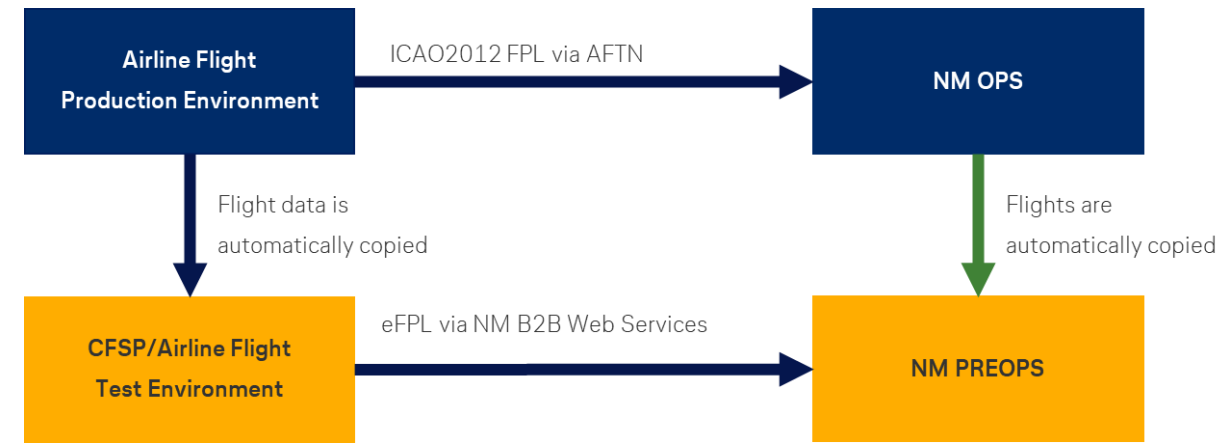 Airline Flight
Production Environment
ICAO2012 FPL via AFTN
NM OPS
Flight data is
automatically copied
Flights are
automatically copied
CFSP/Airline Flight
Test Environment
eFPL via NM B2B Web Services
NM PREOPS